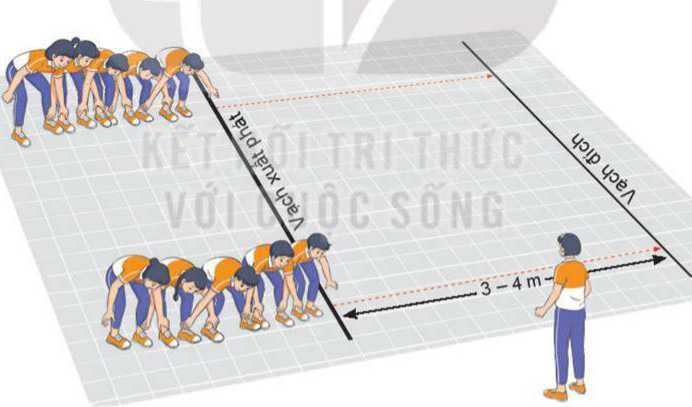 KẾT NỐI TRI THỨC
VỚI CUỘC SỐNG
Vạch xuất phát
Vạch đích
3 – 4 m